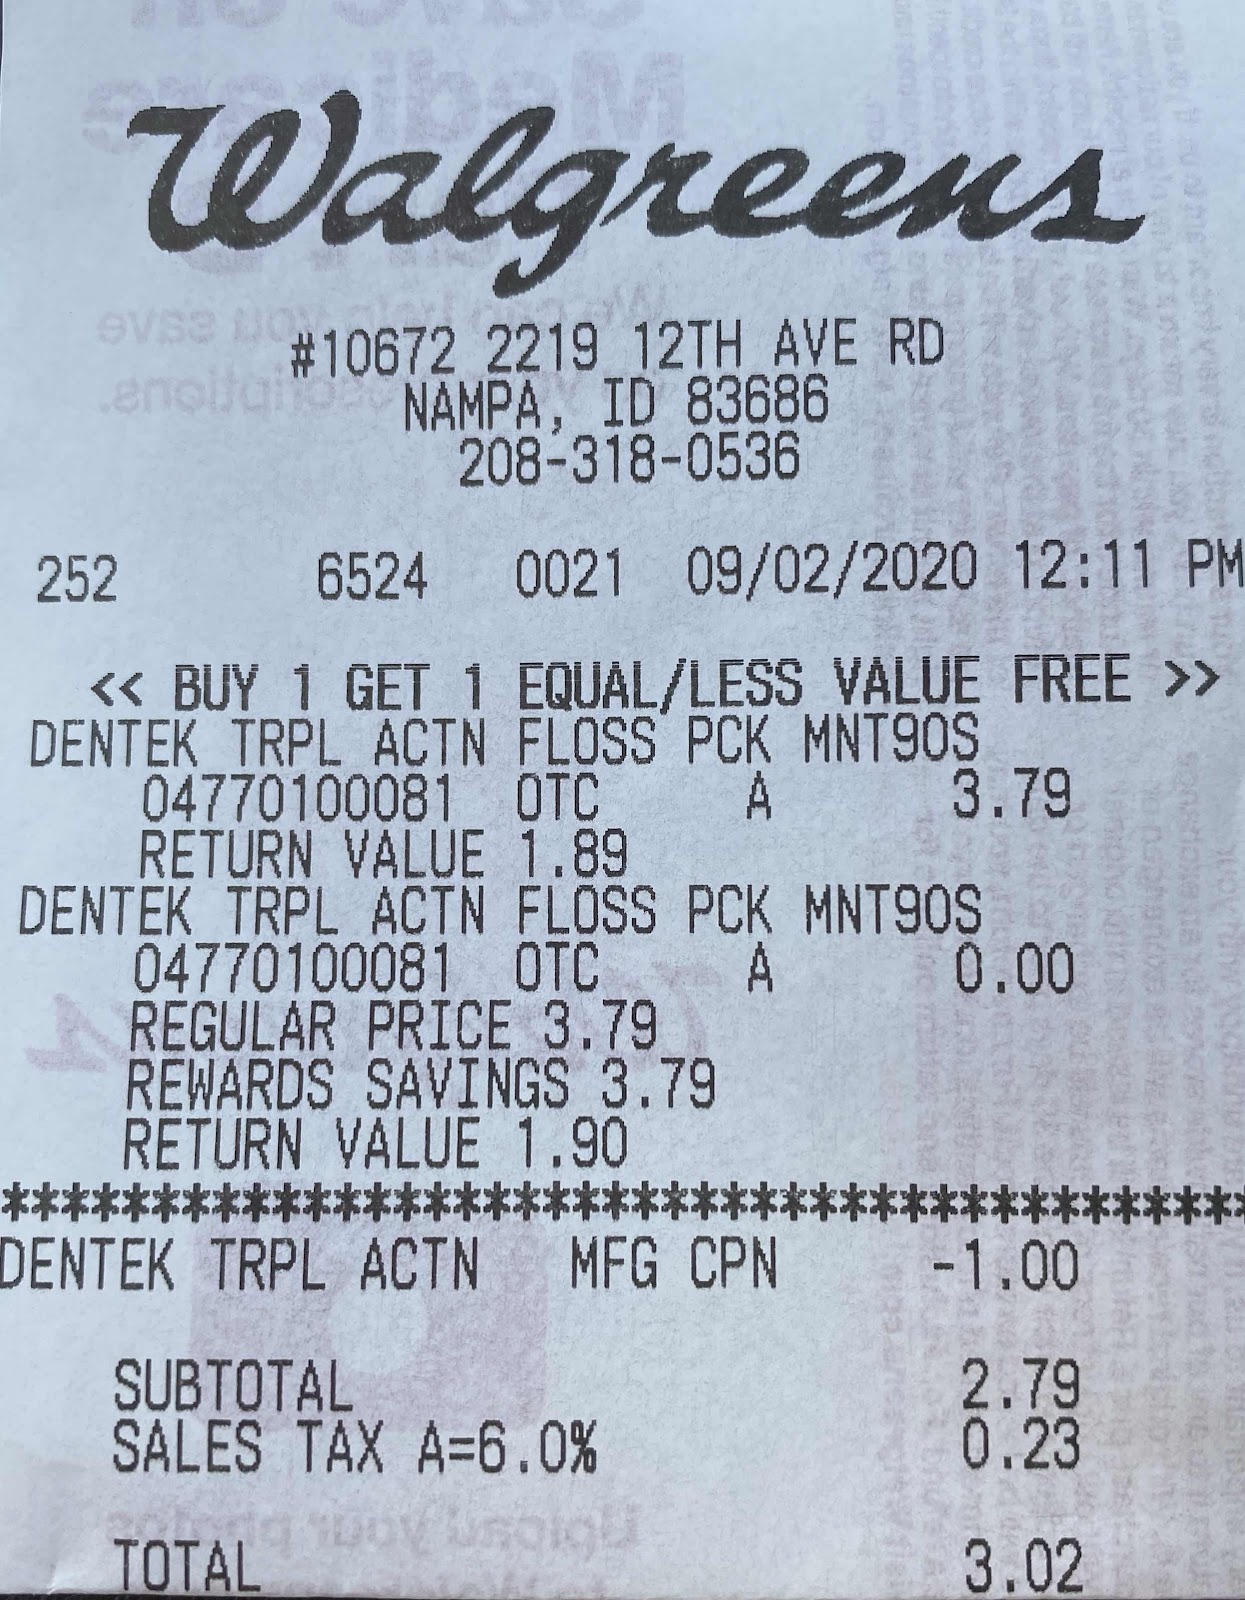 Walgreens
#10672 2219 12TH AVE RD
NAMPA, ID 83686
208-318-0536
252 6524 0021 09/02/2020 12:11 PM
<< BUY 1 GET 1 EQUAL/LESS VALUE FREE >>
DENTEK TRPL ACTN FLOSS PCK MNT90S
04770100081 OTC A 3.79
RETURN VALUE 1.89
DENTEK TRPL ACTN FLOSS PCK MNT90S
04770100081 OTC A 0.00
REGULAR PRICE 3.79
REWARDS SAVINGS 3.79
RETURN VALUE 1.90
******************************************
DENTEK TRPL ACTN MFG CPN -1.00
SUBTOTAL 2.79
SALES TAX A=6.0% 0.23
TOTAL 3.02